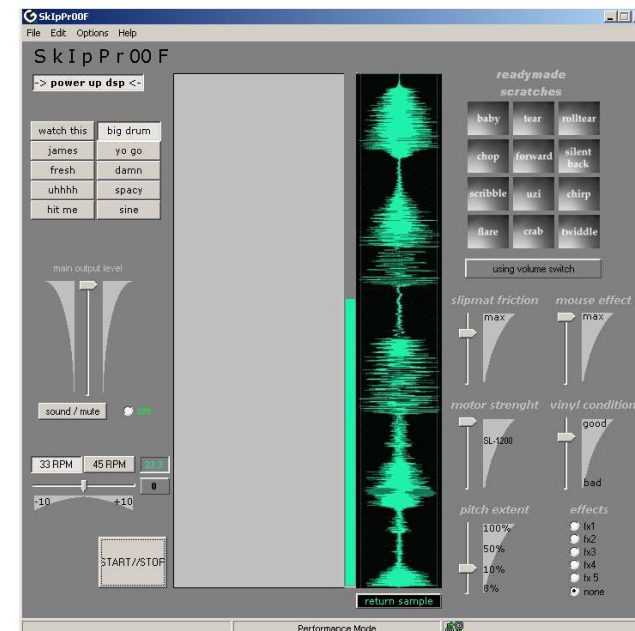 SkIpPr00F
File Edit Options Help
SkIpPr00F
-> power up dsp <-
watch this
big drum
james
yo go
fresh
damn
uhhhh
spacy
hit me
sine
main output level
sound / mute
s/m
33 RPM
45 RPM
33.3
0
-10
+10
START//STOP
return sample
readymade
scratches
baby
tear
rolltear
chop
forward
silent
back
scribble
uzi
chirp
flare
crab
twiddle
using volume switch
slipmat friction
max
mouse effect
max
motor strenght
SL-1200
vinyl condition
good
bad
pitch extent
100%
50%
10%
8%
effects
fx1
fx2
fx3
fx4
fx 5
none
Performance Mode